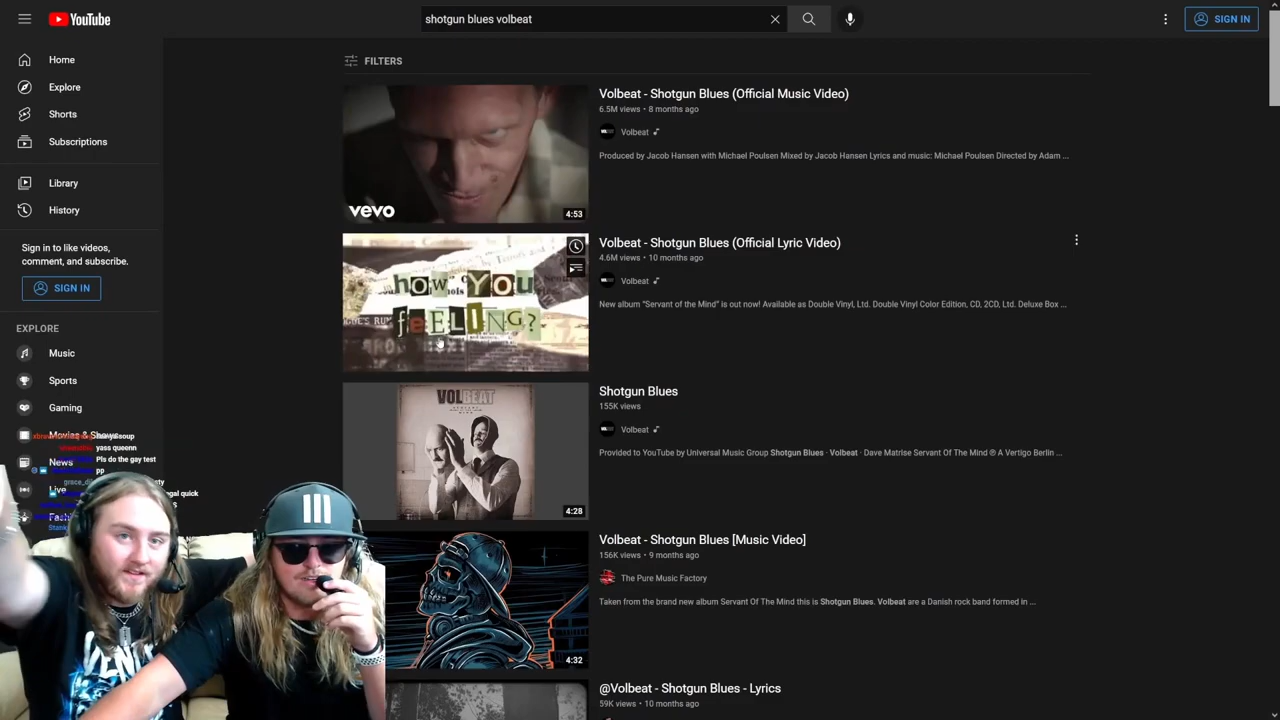 YouTube
shotgun blues volbeat
SIGN IN
Home
Explore
Shorts
Subscriptions
Library
History
Sign in to like videos,
comment, and subscribe.
SIGN IN
EXPLORE
Music
Sports
Gaming
Movies & Shows
News
Live
soup
yass queenn
Pls do the gay test
pp
quick
FILTERS
vevo
4:53
Volbeat - Shotgun Blues (Official Music Video)
6.5M views • 8 months ago
Volbeat
Produced by Jacob Hansen with Michael Poulsen Mixed by Jacob Hansen Lyrics and music: Michael Poulsen Directed by Adam ...
how YOU
feELING?
Volbeat - Shotgun Blues (Official Lyric Video)
4.6M views • 10 months ago
Volbeat
New album "Servant of the Mind" is out now! Available as Double Vinyl, Ltd. Double Vinyl Color Edition, CD, 2CD, Ltd. Deluxe Box ...
VOLBEAT
4:28
Shotgun Blues
155K views
Volbeat
Provided to YouTube by Universal Music Group Shotgun Blues · Volbeat · Dave Matrise Servant Of The Mind ℗ A Vertigo Berlin ...
4:32
Volbeat - Shotgun Blues [Music Video]
156K views • 9 months ago
The Pure Music Factory
Taken from the brand new album Servant Of The Mind this is Shotgun Blues. Volbeat are a Danish rock band formed in ...
@Volbeat - Shotgun Blues - Lyrics
59K views • 10 months ago